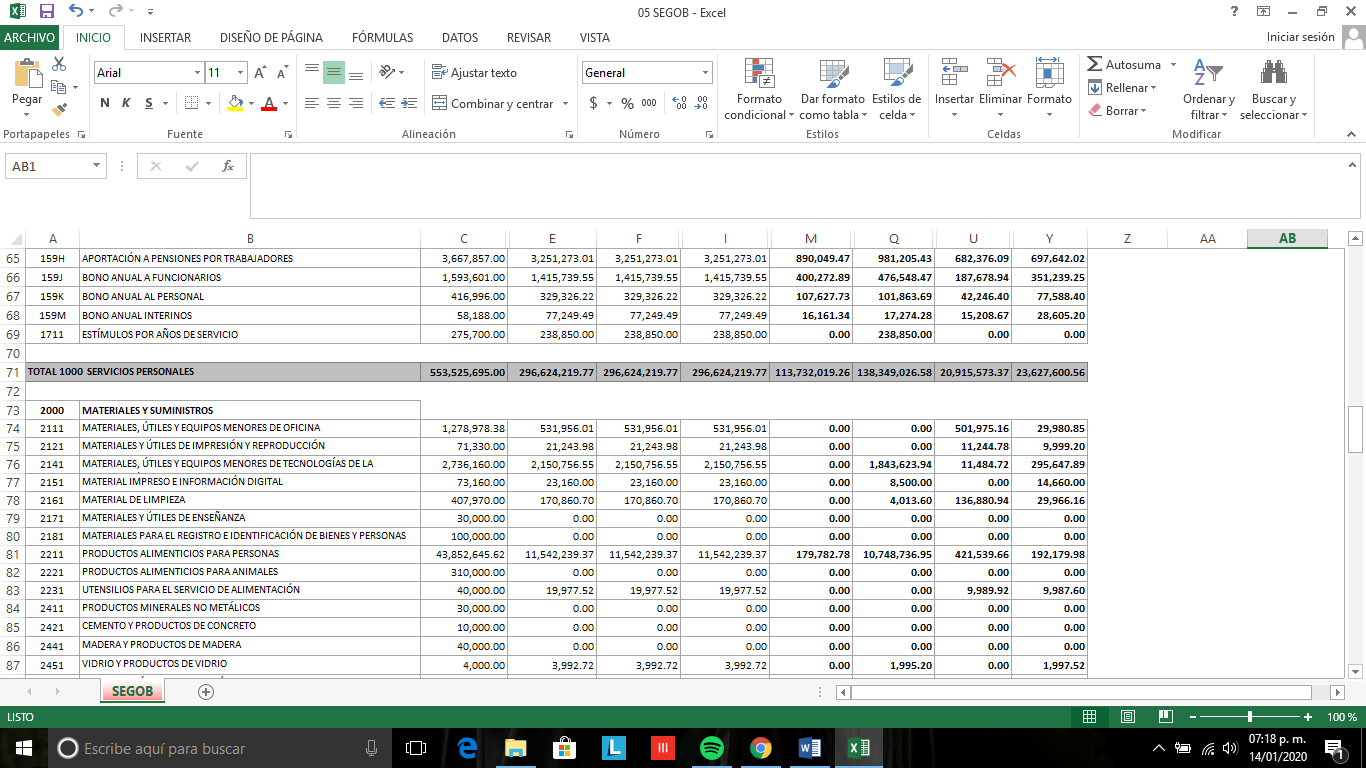 05 SEGOB - Excel
ARCHIVO INICIO INSERTAR DISEÑO DE PÁGINA FÓRMULAS DATOS REVISAR VISTA Iniciar sesión
Pegar
Portapapeles
Arial 11
N K S
Fuente
Ajustar texto
Combinar y centrar
Alineación
General
$ % 000
Número
Formato condicional
Dar formato como tabla
Estilos de celda
Estilos
Insertar Eliminar Formato
Celdas
Autosuma
Rellenar
Borrar
Ordenar y filtrar
Buscar y seleccionar
Modificar
AB1 fx
A B C E F I M Q U Y Z AA AB
65 159H APORTACIÓN A PENSIONES POR TRABAJADORES 3,667,857.00 3,251,273.01 3,251,273.01 3,251,273.01 890,049.47 981,205.43 682,376.09 697,642.02
66 159J BONO ANUAL A FUNCIONARIOS 1,593,601.00 1,415,739.55 1,415,739.55 1,415,739.55 400,272.89 476,548.47 187,678.94 351,239.25
67 159K BONO ANUAL AL PERSONAL 416,996.00 329,326.22 329,326.22 329,326.22 107,627.73 101,863.69 42,246.40 77,588.40
68 159M BONO ANUAL INTERINOS 58,188.00 77,249.49 77,249.49 77,249.49 16,161.34 17,274.28 15,208.67 28,605.20
69 1711 ESTÍMULOS POR AÑOS DE SERVICIO 275,700.00 238,850.00 238,850.00 238,850.00 0.00 238,850.00 0.00 0.00
70
71 TOTAL 1000 SERVICIOS PERSONALES 553,525,695.00 296,624,219.77 296,624,219.77 296,624,219.77 113,732,019.26 138,349,026.58 20,915,573.37 23,627,600.56
72
73 2000 MATERIALES Y SUMINISTROS
74 2111 MATERIALES, ÚTILES Y EQUIPOS MENORES DE OFICINA 1,278,978.38 531,956.01 531,956.01 531,956.01 0.00 0.00 501,975.16 29,980.85
75 2121 MATERIALES Y ÚTILES DE IMPRESIÓN Y REPRODUCCIÓN 71,330.00 21,243.98 21,243.98 21,243.98 0.00 0.00 11,244.78 9,999.20
76 2141 MATERIALES, ÚTILES Y EQUIPOS MENORES DE TECNOLOGÍAS DE LA 2,736,160.00 2,150,756.55 2,150,756.55 2,150,756.55 0.00 1,843,623.94 11,484.72 295,647.89
77 2151 MATERIAL IMPRESO E INFORMACIÓN DIGITAL 73,160.00 23,160.00 23,160.00 23,160.00 0.00 8,500.00 0.00 14,660.00
78 2161 MATERIAL DE LIMPIEZA 407,970.00 170,860.70 170,860.70 170,860.70 0.00 4,013.60 136,880.94 29,966.16
79 2171 MATERIALES Y ÚTILES DE ENSEÑANZA 30,000.00 0.00 0.00 0.00 0.00 0.00 0.00 0.00
80 2181 MATERIALES PARA EL REGISTRO E IDENTIFICACIÓN DE BIENES Y PERSONAS 100,000.00 0.00 0.00 0.00 0.00 0.00 0.00 0.00
81 2211 PRODUCTOS ALIMENTICIOS PARA PERSONAS 43,852,645.62 11,542,239.37 11,542,239.37 11,542,239.37 179,782.78 10,748,736.95 421,539.66 192,179.98
82 2221 PRODUCTOS ALIMENTICIOS PARA ANIMALES 310,000.00 0.00 0.00 0.00 0.00 0.00 0.00 0.00
83 2231 UTENSILIOS PARA EL SERVICIO DE ALIMENTACIÓN 40,000.00 19,977.52 19,977.52 19,977.52 0.00 0.00 9,989.92 9,987.60
84 2411 PRODUCTOS MINERALES NO METÁLICOS 30,000.00 0.00 0.00 0.00 0.00 0.00 0.00 0.00
85 2421 CEMENTO Y PRODUCTOS DE CONCRETO 10,000.00 0.00 0.00 0.00 0.00 0.00 0.00 0.00
86 2441 MADERA Y PRODUCTOS DE MADERA 40,000.00 0.00 0.00 0.00 0.00 0.00 0.00 0.00
87 2451 VIDRIO Y PRODUCTOS DE VIDRIO 4,000.00 3,992.72 3,992.72 3,992.72 0.00 1,995.20 0.00 1,997.52
SEGOB
LISTO 100 %
Escribe aquí para buscar
07:18 p. m.
14/01/2020